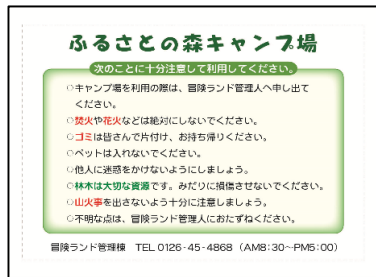 ふるさとの森キャンプ場
次のことに十分注意して利用してください。
○キャンプ場を利用の際は、冒険ランド管理人へ申し出て
ください。
○焚火や花火などは絶対にしないでください。
○ゴミは皆さんで片付け、お持ち帰りください。
○ペットは入れないでください。
○他人に迷惑をかけないようにしましょう。
○林木は大切な資源です。みだりに損傷させないでください。
○山火事を出さないよう十分に注意しましょう。
○不明な点は、冒険ランド管理人におたずねください。
冒険ランド管理棟 TEL 0126-45-4868（AM8:30～PM5:00）